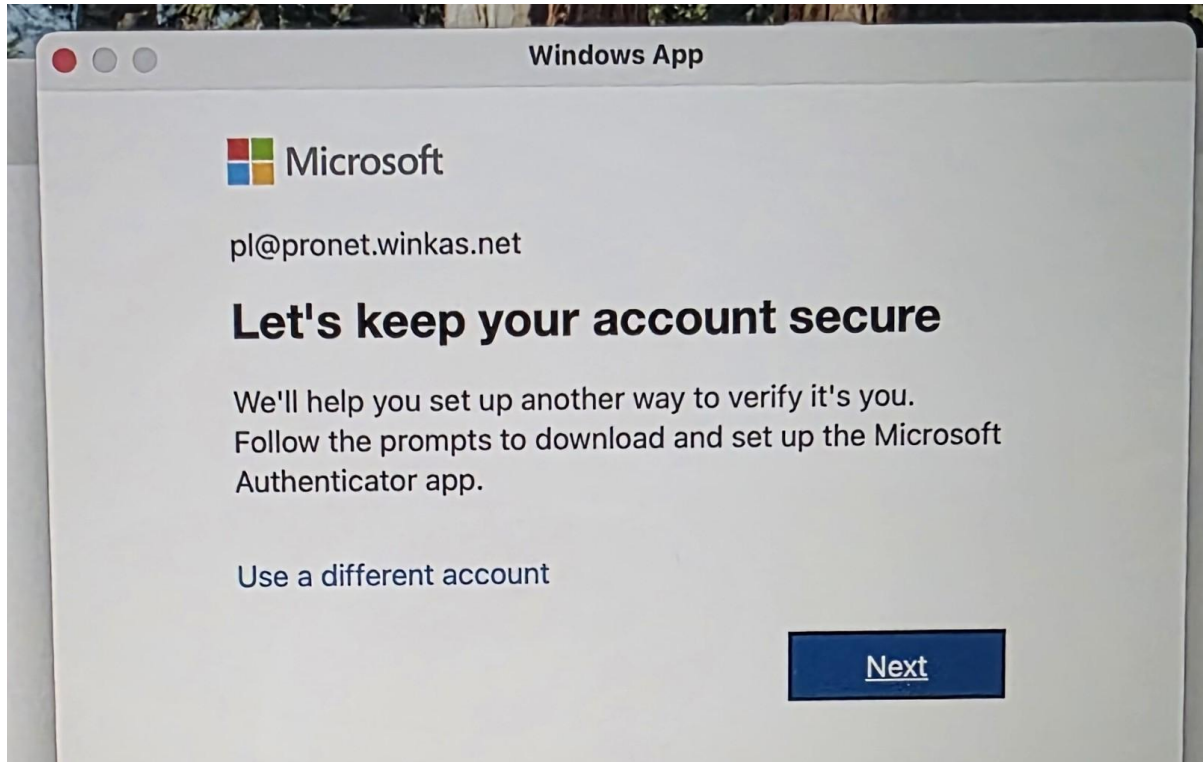 Windows App
Microsoft
pl@pronet.winkas.net
Let's keep your account secure
We'll help you set up another way to verify it's you.
Follow the prompts to download and set up the Microsoft
Authenticator app.
Use a different account
Next